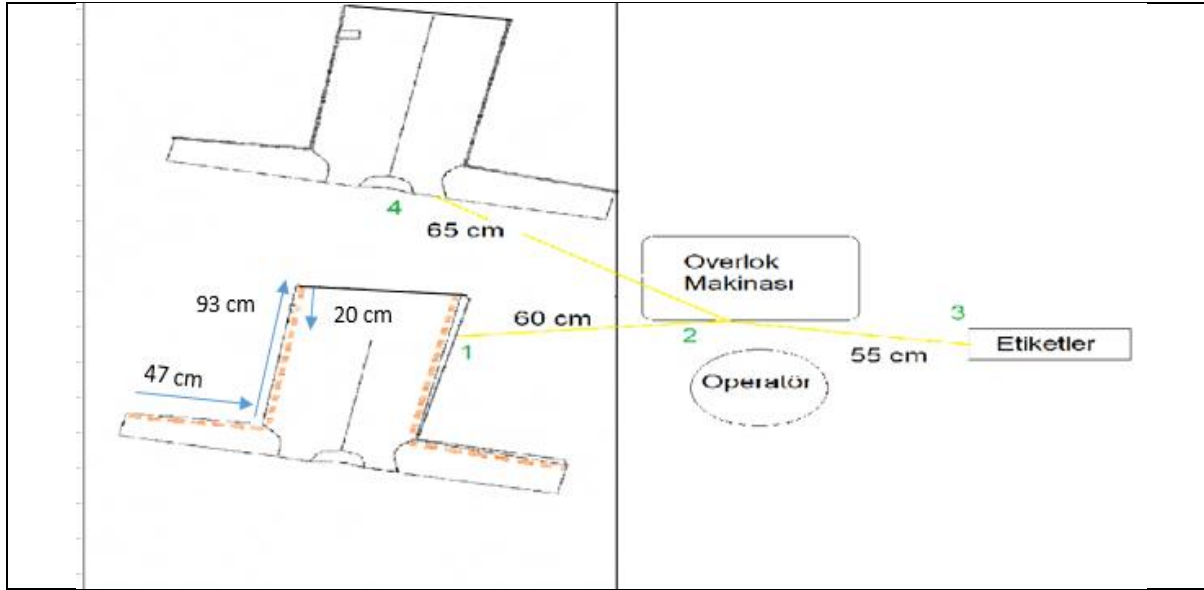 4
65 cm
Overlok
Makinası
93 cm
20 cm
60 cm
1
2
3
55 cm
Etiketler
47 cm
Operatör